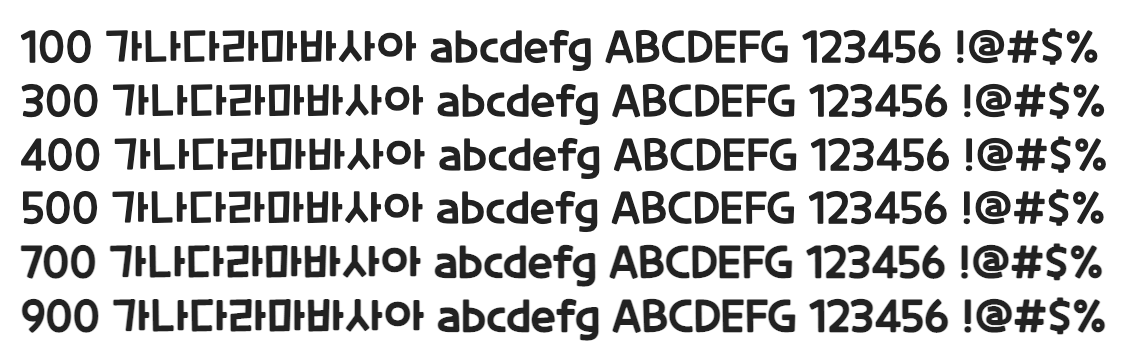 100 가나다라마바사아 abcdefg ABCDEFG 123456 !@#$%
300 가나다라마바사아 abcdefg ABCDEFG 123456 !@#$%
400 가나다라마바사아 abcdefg ABCDEFG 123456 !@#$%
500 가나다라마바사아 abcdefg ABCDEFG 123456 !@#$%
700 가나다라마바사아 abcdefg ABCDEFG 123456 !@#$%
900 가나다라마바사아 abcdefg ABCDEFG 123456 !@#$%